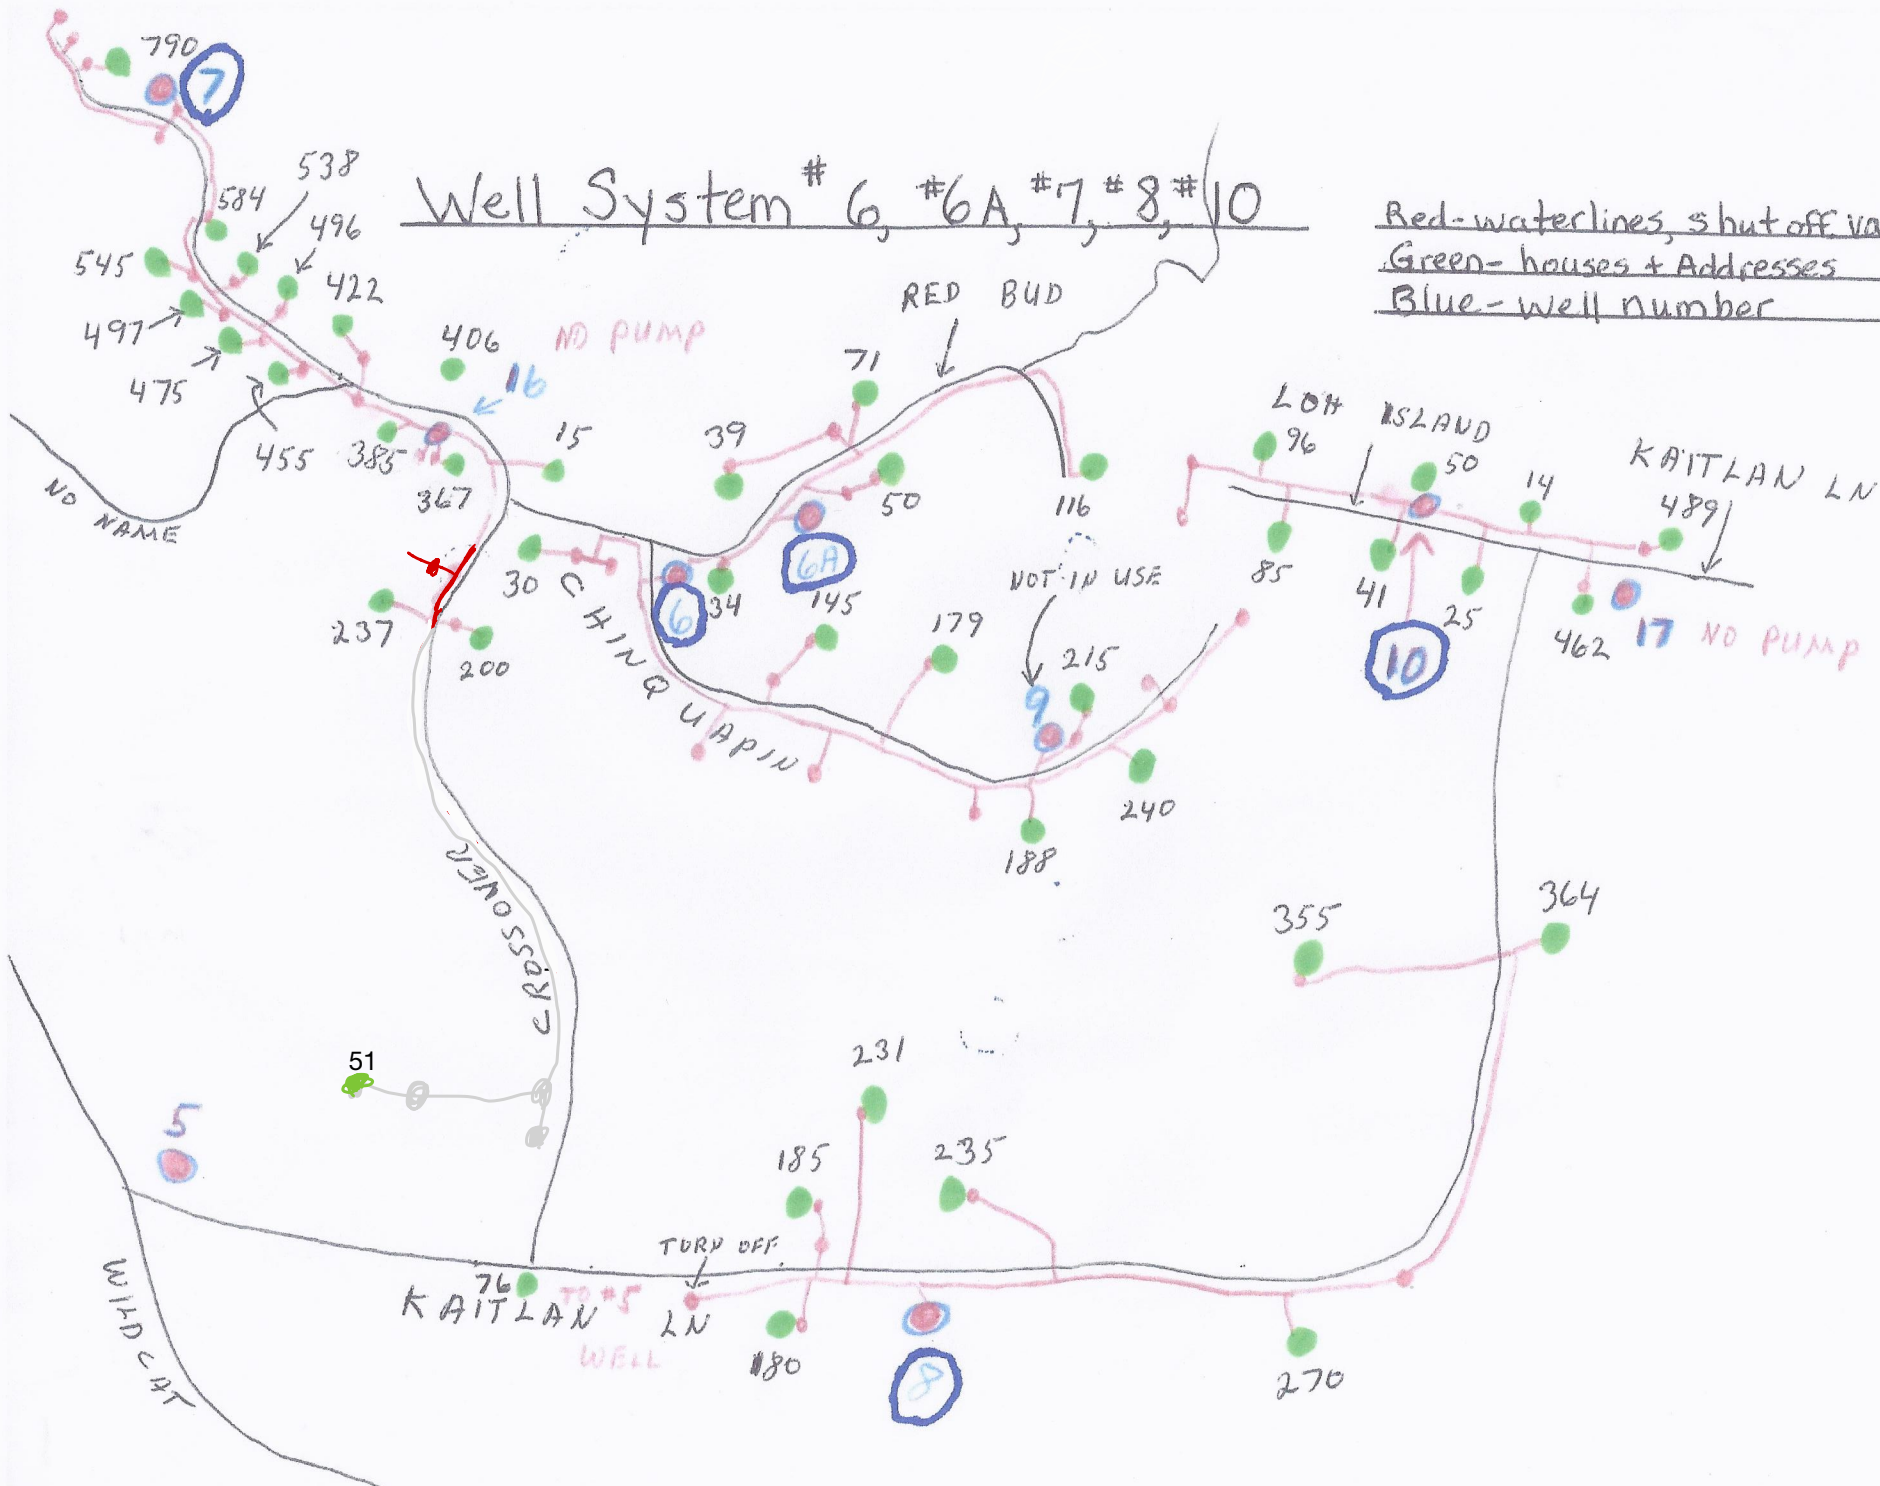 790
7
538
Well System # 6, #6A, #7, #8, #10
584
496
Red-waterlines, shut off va
545
Green- houses + Addresses
422
Blue-well number
RED BUD
497
406
NO PUMP
71
475
16
LOH ISLAND
96
39
15
KAITLAN LN
455
385
50
14
489
367
50
116
NO NAME
6A
NOT IN USE
85
30
CHINQUAPIN
6
34
145
41
25
179
237
462
17 NO PUMP
200
215
10
9
240
188
CROSSOVER
355
364
231
51
5
185
235
TURN OFF
76
TO #5
KAITLAN LN
WELL
180
8
270
WILDCAT